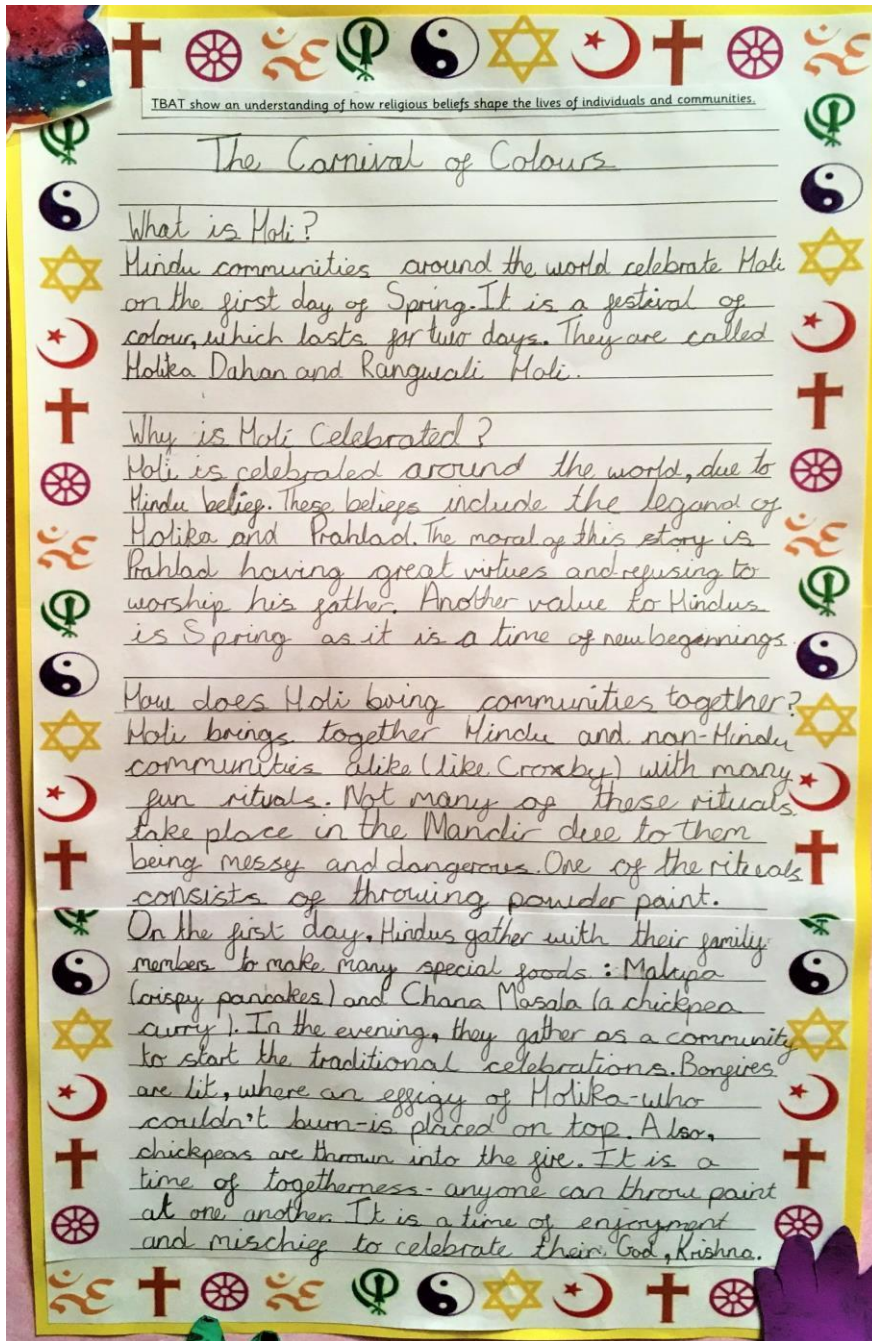 TBAT show an understanding of how religious beliefs shape the lives of individuals and communities.
The Carnival of Colours
What is Holi?
Hindu communities around the world celebrate Holi
on the first day of Spring. It is a festival of
colour, which lasts for two days. They are called
Holika Dahan and Rangwali Holi.
Why is Holi Celebrated?
Holi is celebraled around the world, due to
Hindu belief. These beliefs include the legand of
Holika and Prahlad. The moral of this story is
Prahlad having great virtues and refusing to
worship his father. Another value to Hindus
is Spring as it is a time of new beginnings.
How does Holi bring communities together?
Holi brings together Hindu and non-Hindu
communities alike (like Croxby) with many
fun rituals. Not many of these rituals
take place in the Mandir due to them
being messy and dangerous. One of the rituals
consists of throwing powder paint.
On the first day, Hindus gather with their family
members to make many special foods: Malupa
(crispy pancakes) and Chana Masala (a chickpea
curry). In the evening, they gather as a community
to start the traditional celebrations. Bonfires
are lit, where an effigy of Holika-who
couldn't burn-is placed on top. Also,
chickpeas are thrown into the fire. It is a
time of togetherness - anyone can throw paint
at one another. It is a time of enjoyment
and mischief to celebrate their God, Krishna.